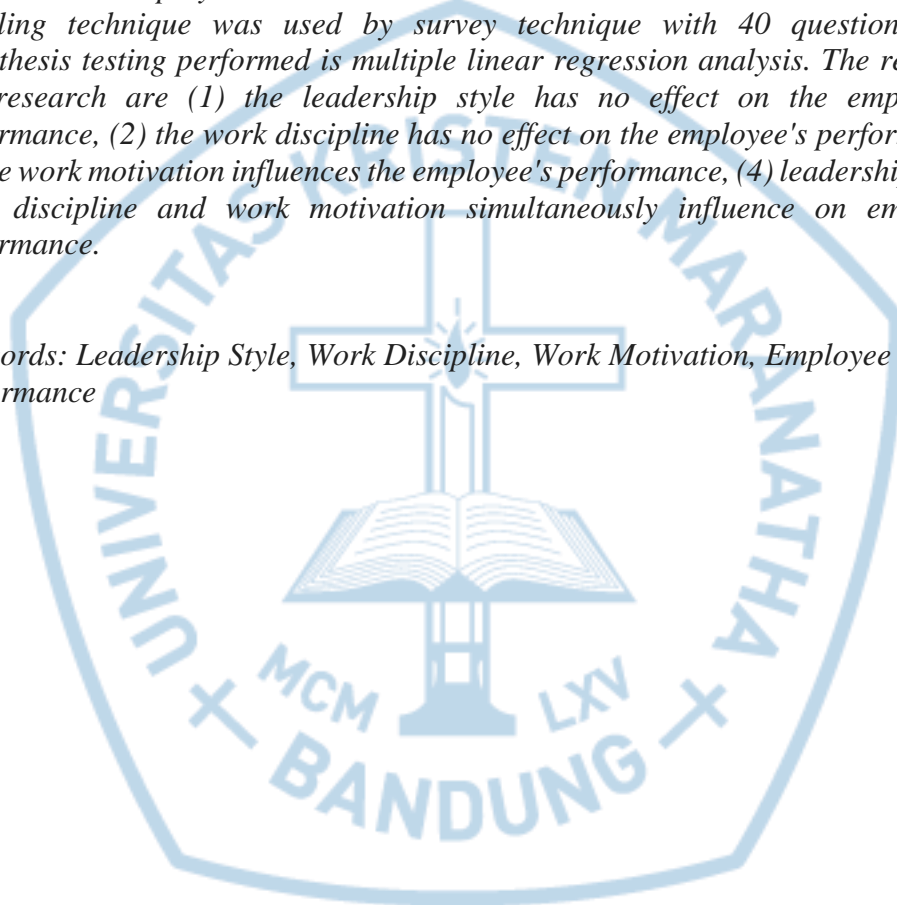 ling technique was used by survey technique with 40 question
thesis testing performed is multiple linear regression analysis. The re
research are (1) the leadership style has no effect on the emp
rmance, (2) the work discipline has no effect on the employee's perfor
e work motivation influences the employee's performance, (4) leadership
discipline and work motivation simultaneously influence on em
rmance.
ords: Leadership Style, Work Discipline, Work Motivation, Employee
rmance
UNIVERSITAS KRISTEN MARANATHA
MCM LXV
BANDUNG